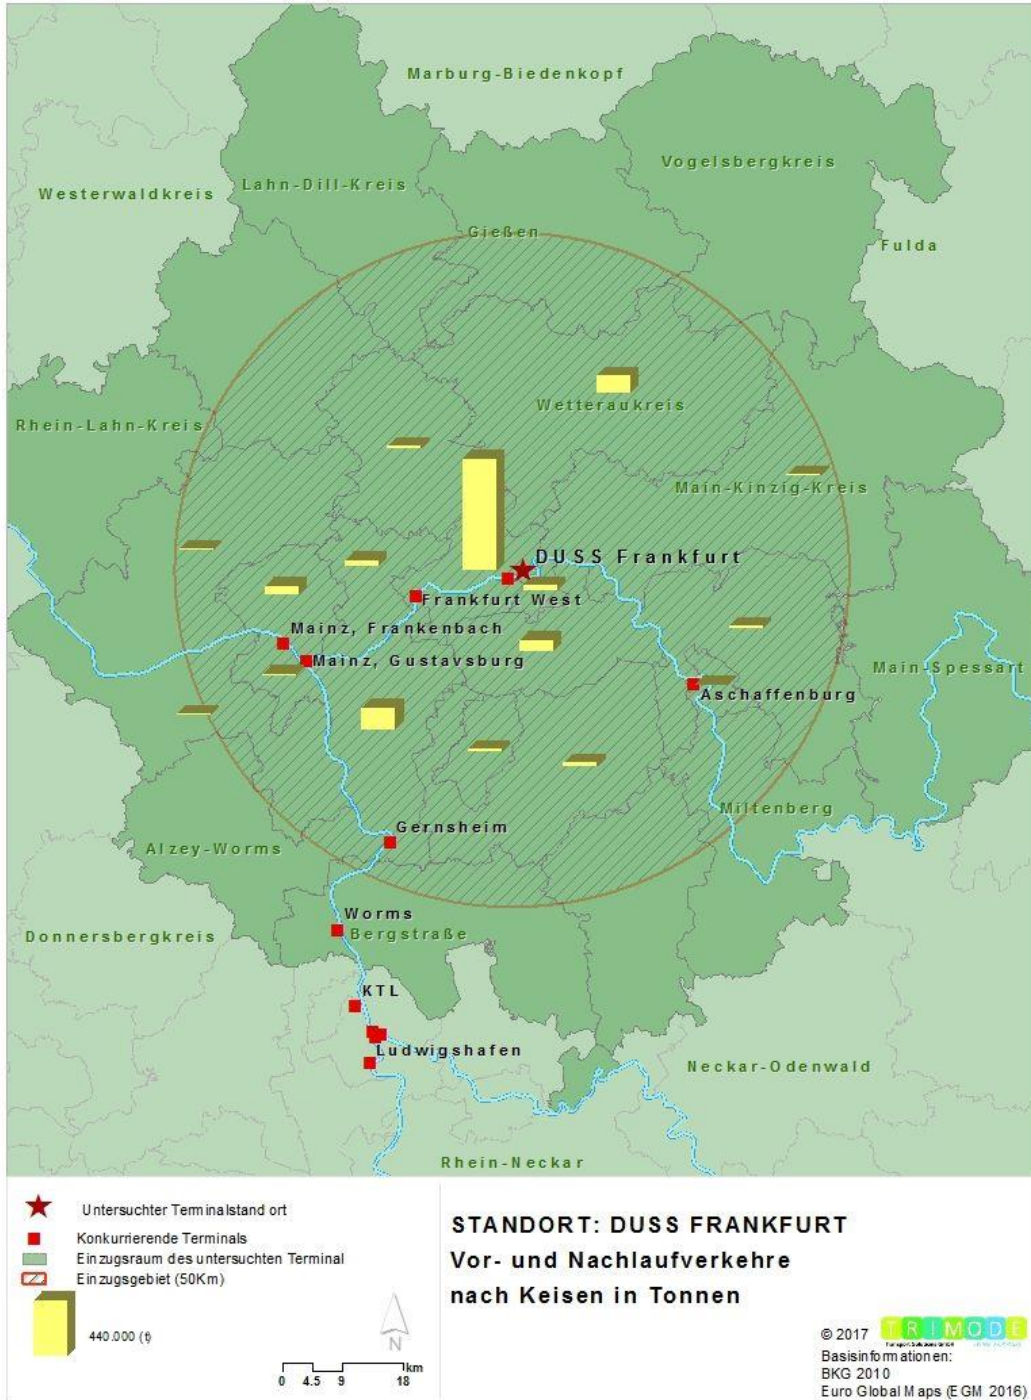 Marburg-Biedenkopf
Vogelsbergkreis
Lahn-Dill-Kreis
Westerwaldkreis
Gießen
Fulda
Wetteraukreis
Rhein-Lahn-Kreis
Main-Kinzig-Kreis
DUSS Frankfurt
Frankfurt West
Mainz, Frankenbach
Mainz, Gustavsburg
Main-Spessart
Aschaffenburg
Miltenberg
Gernsheim
Alzey-Worms
Worms
Bergstraße
Donnersbergkreis
KTL
Ludwigshafen
Neckar-Odenwald
Rhein-Neckar
Untersuchter Terminalstand ort
Konkurrierende Terminals
Einzugsraum des untersuchten Terminal
Einzugsgebiet (50Km)
440.000 (t)
N
km
0 4.5 9 18
STANDORT: DUSS FRANKFURT
Vor- und Nachlaufverkehre
nach Keisen in Tonnen
© 2017 TRIMODE
Basisinformationen:
BKG 2010
Euro Global Maps (EGM 2016)